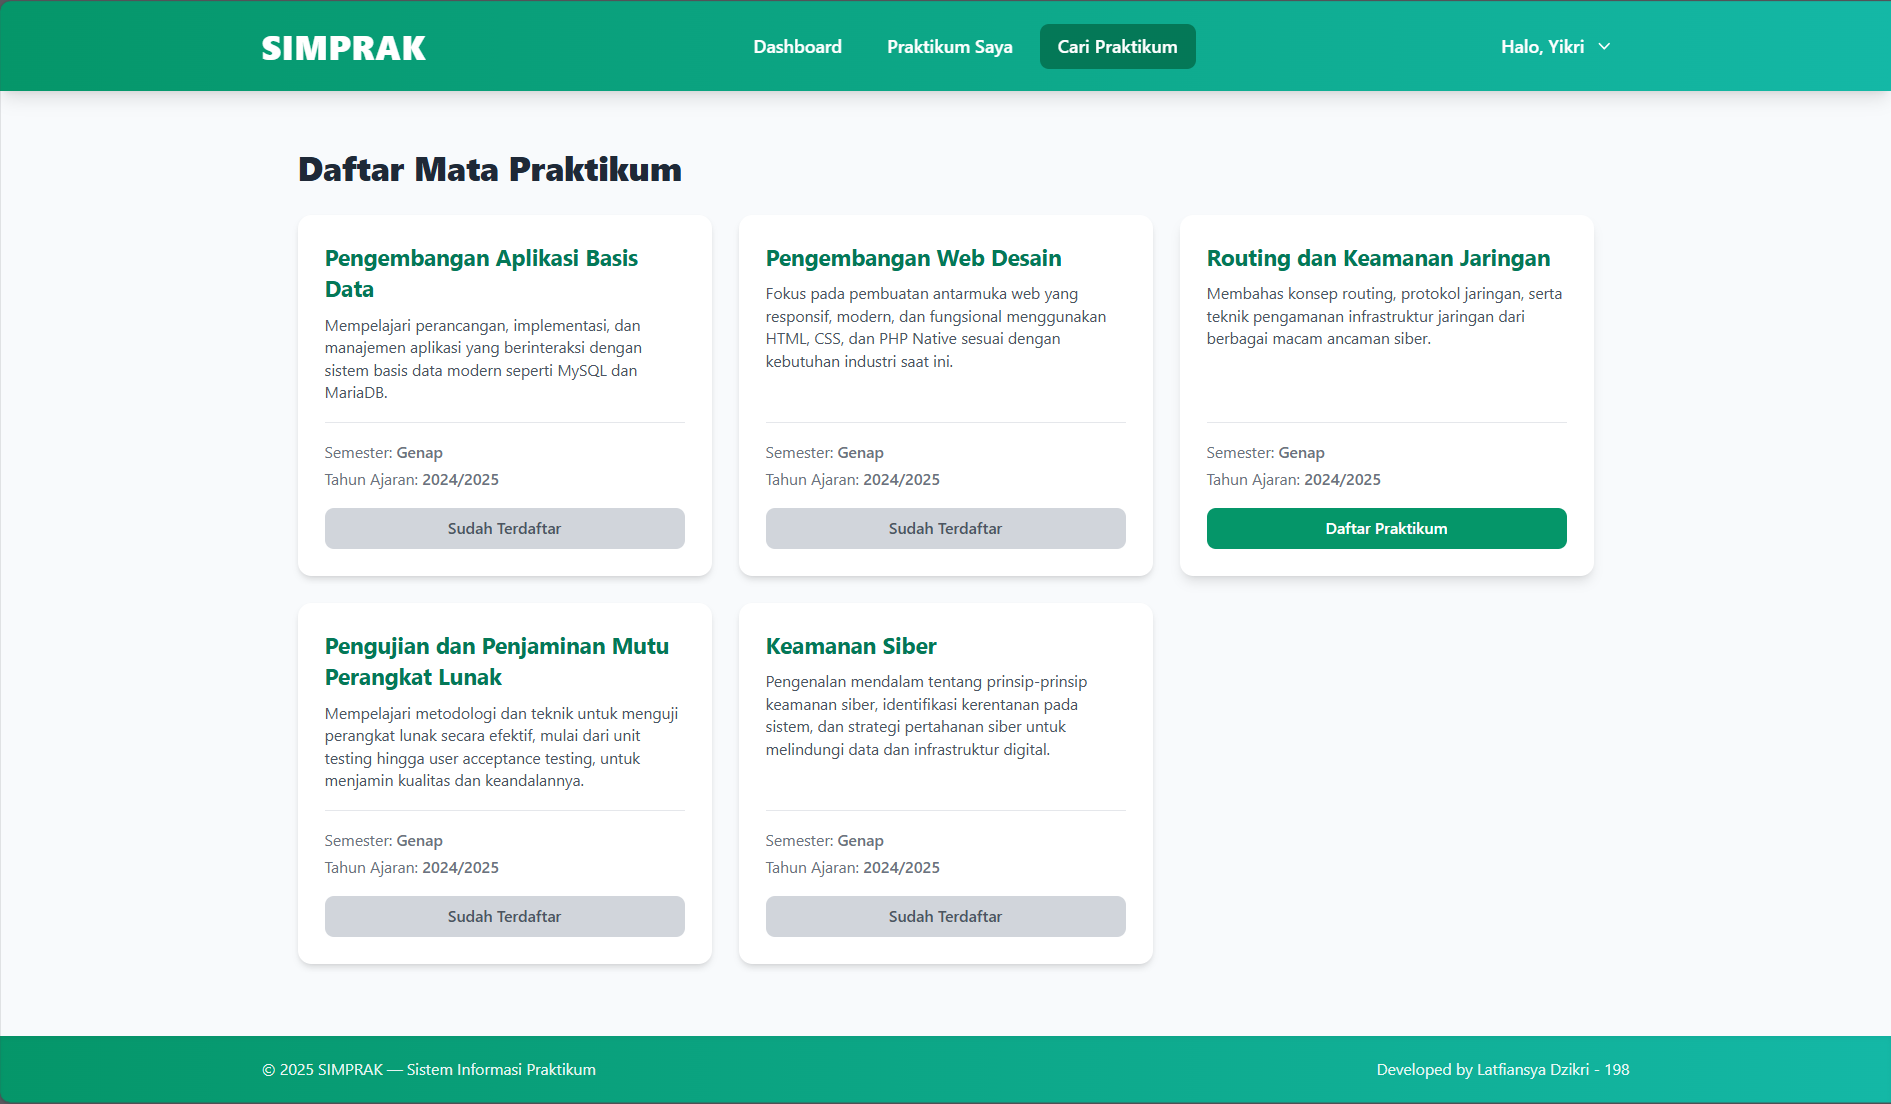 SIMPRAK
Dashboard
Praktikum Saya
Cari Praktikum
Halo, Yikri
Daftar Mata Praktikum
Pengembangan Aplikasi Basis
Data
Mempelajari perancangan, implementasi, dan
manajemen aplikasi yang berinteraksi dengan
sistem basis data modern seperti MySQL dan
MariaDB.
Semester: Genap
Tahun Ajaran: 2024/2025
Sudah Terdaftar
Pengembangan Web Desain
Fokus pada pembuatan antarmuka web yang
responsif, modern, dan fungsional menggunakan
HTML, CSS, dan PHP Native sesuai dengan
kebutuhan industri saat ini.
Semester: Genap
Tahun Ajaran: 2024/2025
Sudah Terdaftar
Routing dan Keamanan Jaringan
Membahas konsep routing, protokol jaringan, serta
teknik pengamanan infrastruktur jaringan dari
berbagai macam ancaman siber.
Semester: Genap
Tahun Ajaran: 2024/2025
Daftar Praktikum
Pengujian dan Penjaminan Mutu
Perangkat Lunak
Mempelajari metodologi dan teknik untuk menguji
perangkat lunak secara efektif, mulai dari unit
testing hingga user acceptance testing, untuk
menjamin kualitas dan keandalannya.
Semester: Genap
Tahun Ajaran: 2024/2025
Sudah Terdaftar
Keamanan Siber
Pengenalan mendalam tentang prinsip-prinsip
keamanan siber, identifikasi kerentanan pada
sistem, dan strategi pertahanan siber untuk
melindungi data dan infrastruktur digital.
Semester: Genap
Tahun Ajaran: 2024/2025
Sudah Terdaftar
© 2025 SIMPRAK — Sistem Informasi Praktikum
Developed by Latfiansya Dzikri - 198